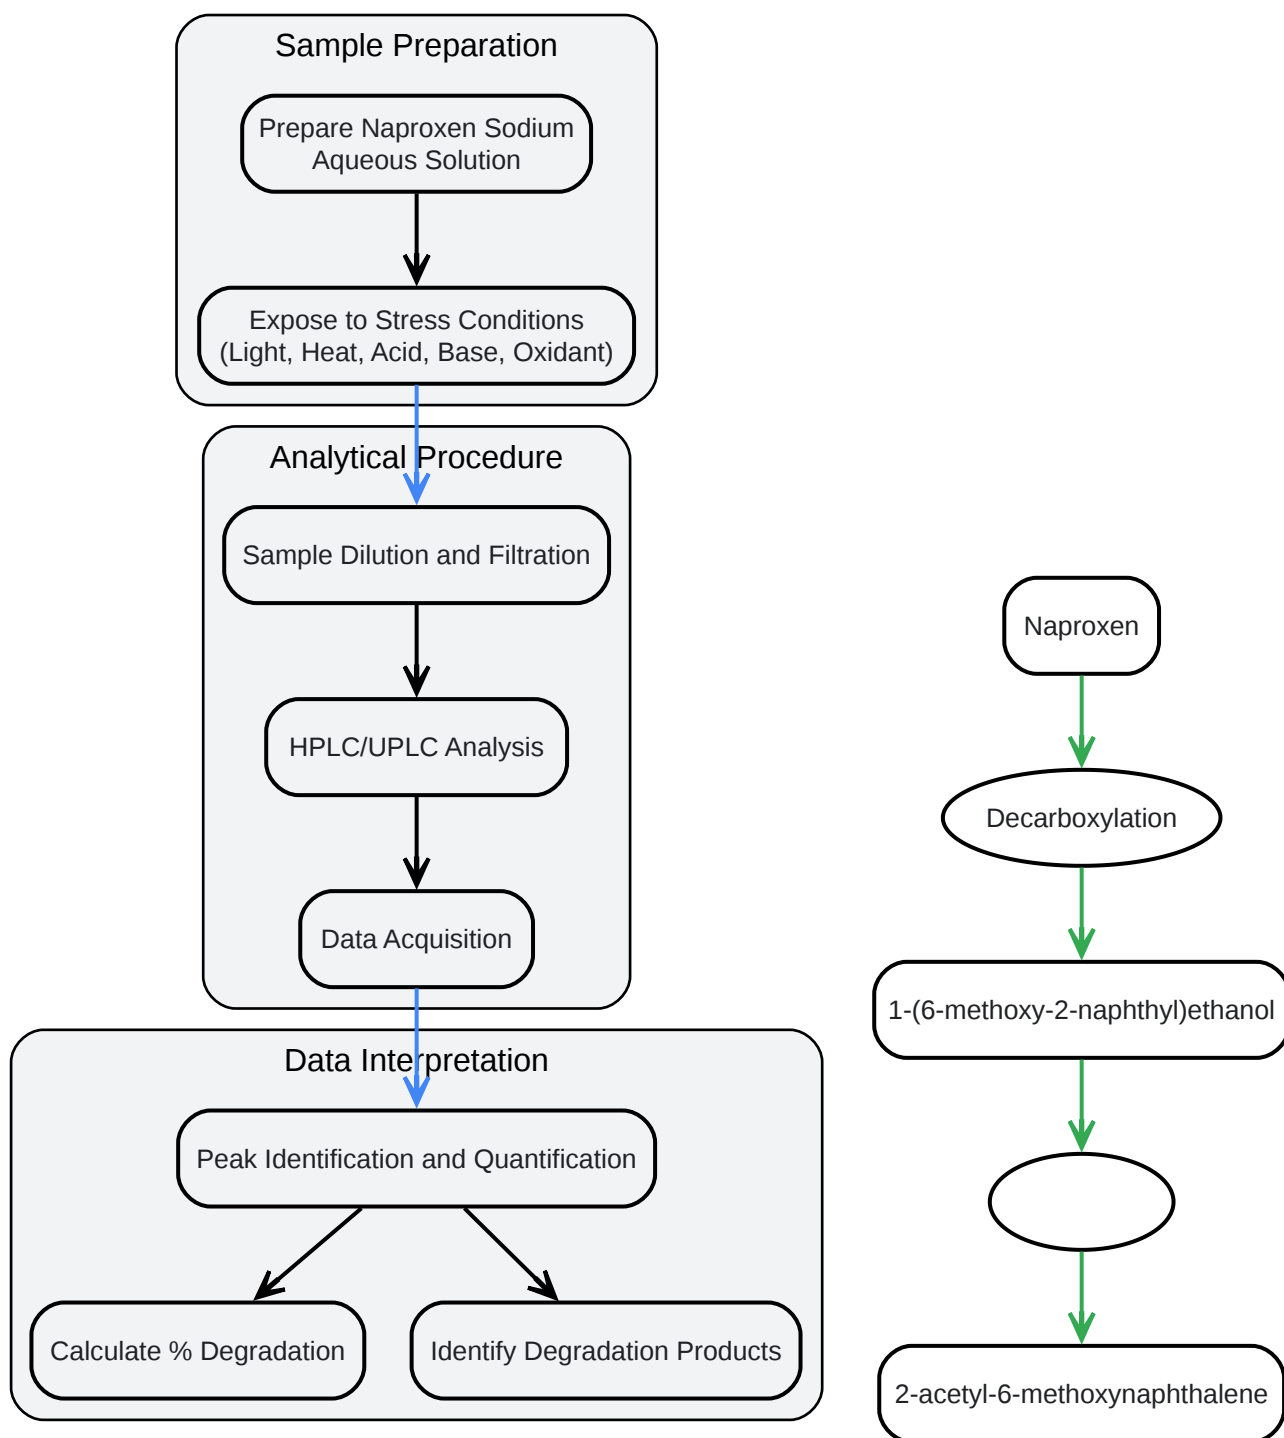 Sample Preparation
Prepare Naproxen Sodium
Aqueous Solution
Expose to Stress Conditions
(Light, Heat, Acid, Base, Oxidant)
Analytical Procedure
Sample Dilution and Filtration
HPLC/UPLC Analysis
Data Acquisition
Data Interpretation
Peak Identification and Quantification
Calculate % Degradation
Identify Degradation Products
Naproxen
Decarboxylation
1-(6-methoxy-2-naphthyl)ethanol
2-acetyl-6-methoxynaphthalene